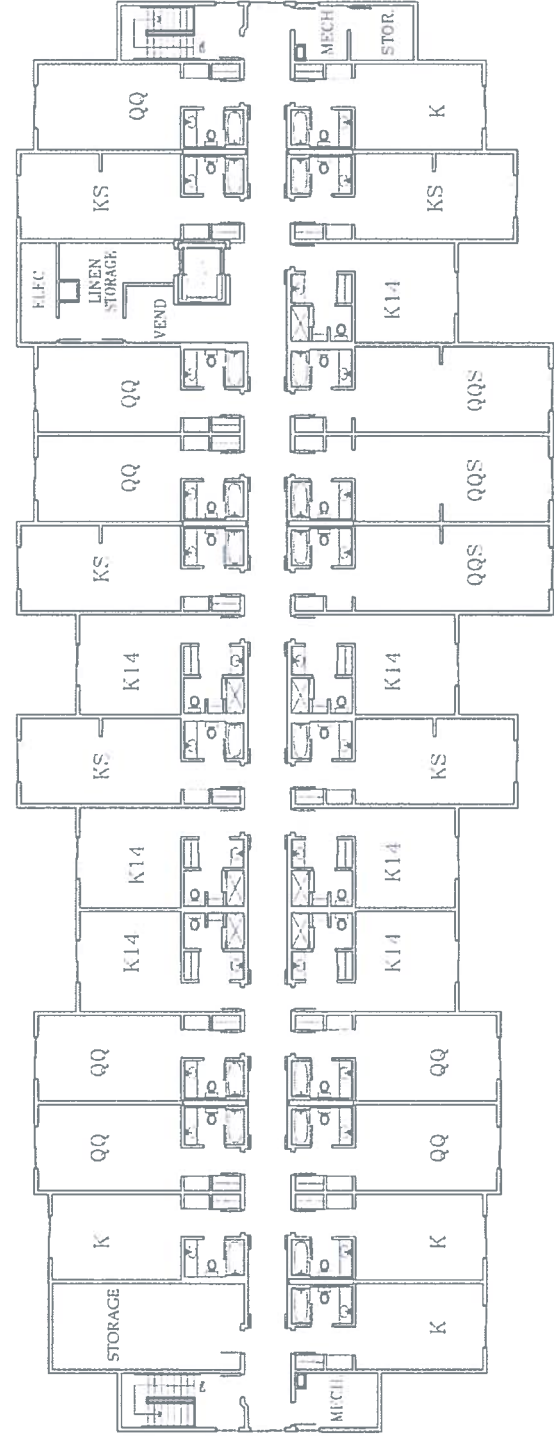 MECH
STOR.
QQ
K
KS
KS
ELEC
LINEN
STORAGE
VEND
K14
QQ
QQS
QQ
QQS
KS
QQS
K14
K14
KS
KS
K14
K14
K14
K14
QQ
QQ
QQ
QQ
K
K
STORAGE
K
MECH.